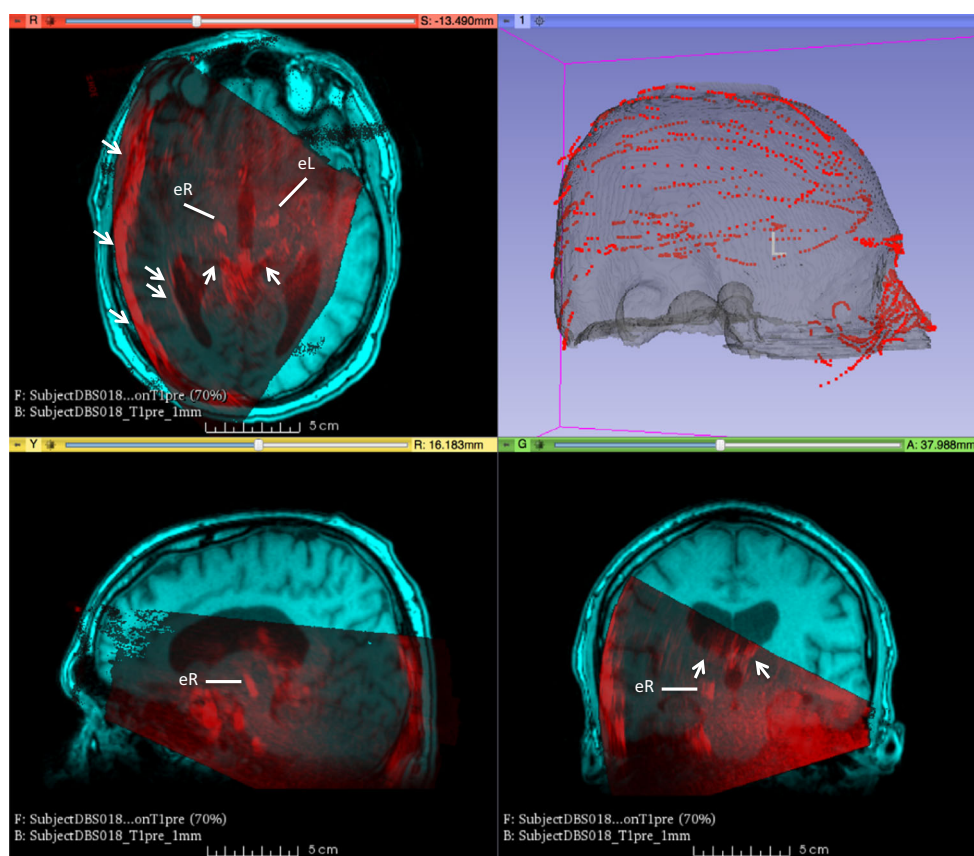 R
S: -13.490mm
1
eR
eL
F: SubjectDBS018...onT1pre (70%)
B: SubjectDBS018_T1pre_1mm
5 cm
Y
R: 16.183mm
G
A: 37.988mm
L
eR
eR
F: SubjectDBS018...onT1pre (70%)
B: SubjectDBS018_T1pre_1mm
5 cm
F: SubjectDBS018...onT1pre (70%)
B: SubjectDBS018_T1pre_1mm
5 cm